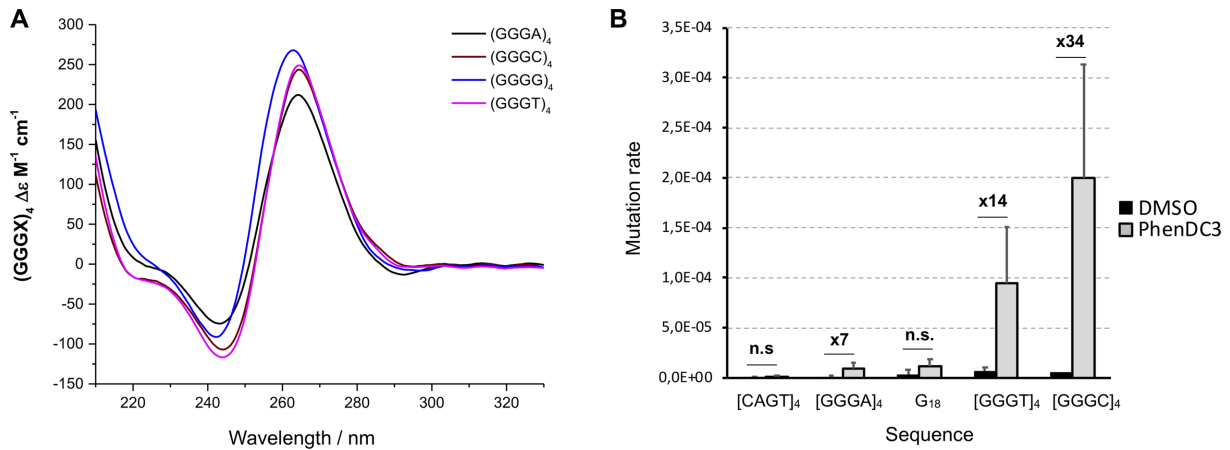 A
300
250
200
150
100
50
0
-50
-100
-150
(GGGX)₄ Δε M⁻¹ cm⁻¹
220 240 260 280 300 320
Wavelength / nm
(GGGA)₄
(GGGC)₄
(GGGG)₄
(GGGT)₄
B
3,5E-04
3,0E-04
2,5E-04
2,0E-04
1,5E-04
1,0E-04
5,0E-05
0,0E+00
Mutation rate
n.s
x7
n.s.
x14
x34
[CAGT]₄ [GGGA]₄ G₁₈ [GGGT]₄ [GGGC]₄
Sequence
DMSO
PhenDC3